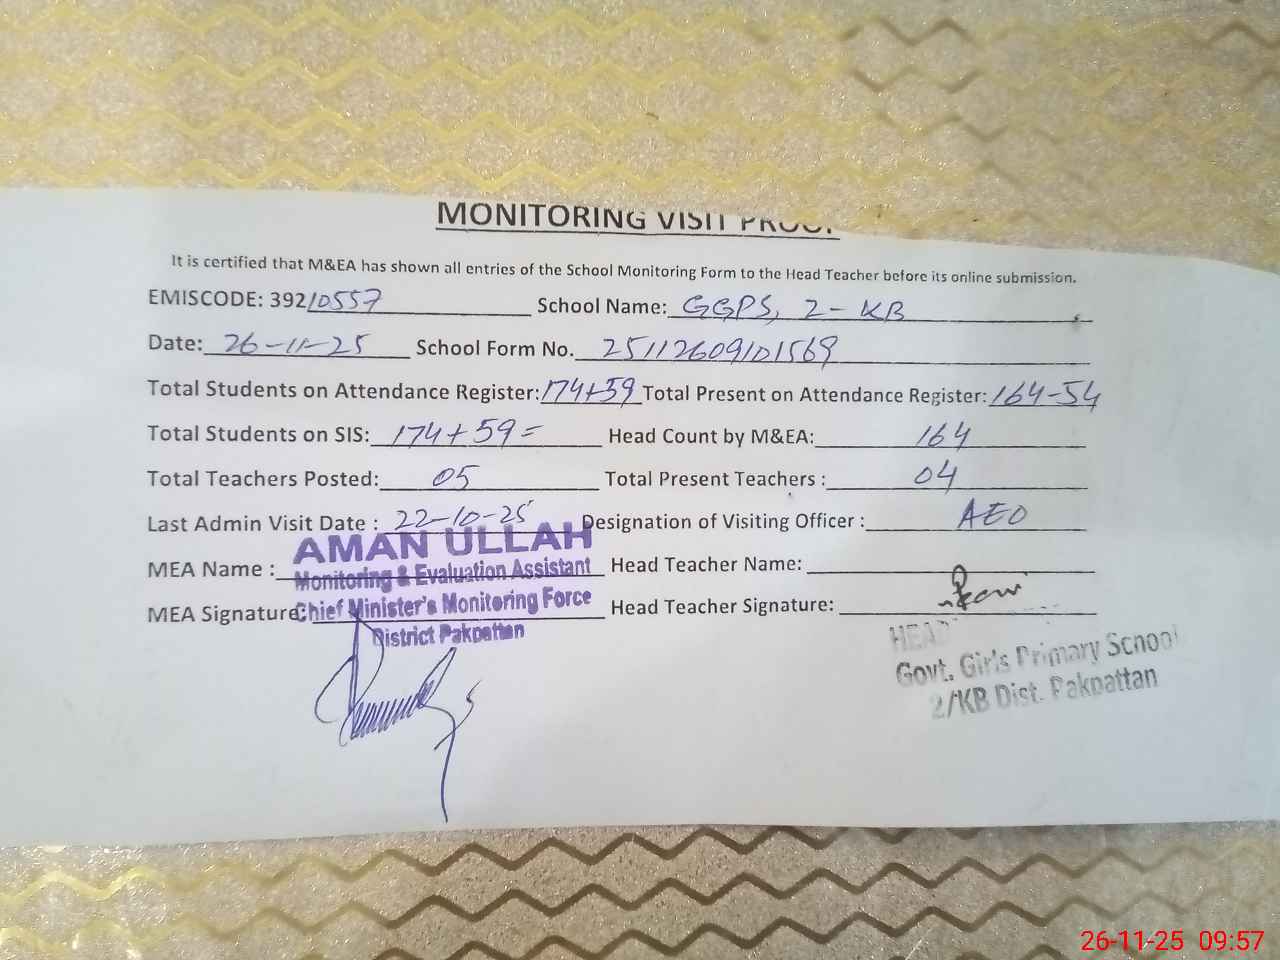 MONITORING VISIT PROOF
It is certified that M&EA has shown all entries of the School Monitoring Form to the Head Teacher before its online submission.
EMISCODE: 39210557 School Name: GGPS, 2-KB
Date: 26-11-25 School Form No. 25112609101569
Total Students on Attendance Register: 174+59 Total Present on Attendance Register: 164-54
Total Students on SIS: 174+59= Head Count by M&EA: 164
Total Teachers Posted: 05 Total Present Teachers : 04
Last Admin Visit Date : 22-10-25 Designation of Visiting Officer : AEO
AMAN ULLAH
MEA Name : Monitoring & Evaluation Assistant Head Teacher Name:
MEA Signature: Chief Minister's Monitoring Force Head Teacher Signature:
District Pakpattan
HEAD
Govt. Girls Primary School
2/KB Dist. Pakpattan
26-11-25 09:57